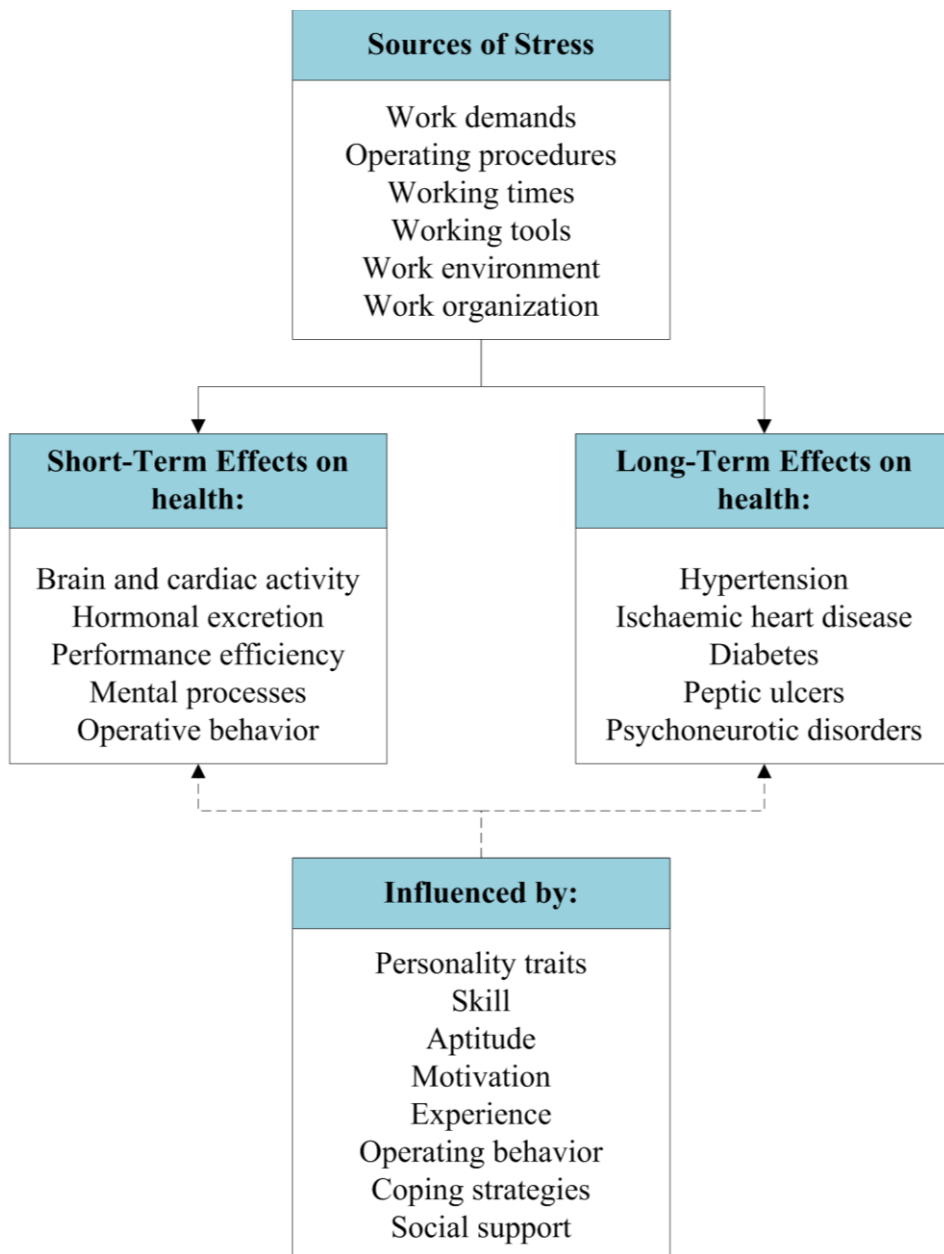 Sources of Stress
Work demands
Operating procedures
Working times
Working tools
Work environment
Work organization
Short-Term Effects on
health:
Brain and cardiac activity
Hormonal excretion
Performance efficiency
Mental processes
Operative behavior
Long-Term Effects on
health:
Hypertension
Ischaemic heart disease
Diabetes
Peptic ulcers
Psychoneurotic disorders
Influenced by:
Personality traits
Skill
Aptitude
Motivation
Experience
Operating behavior
Coping strategies
Social support